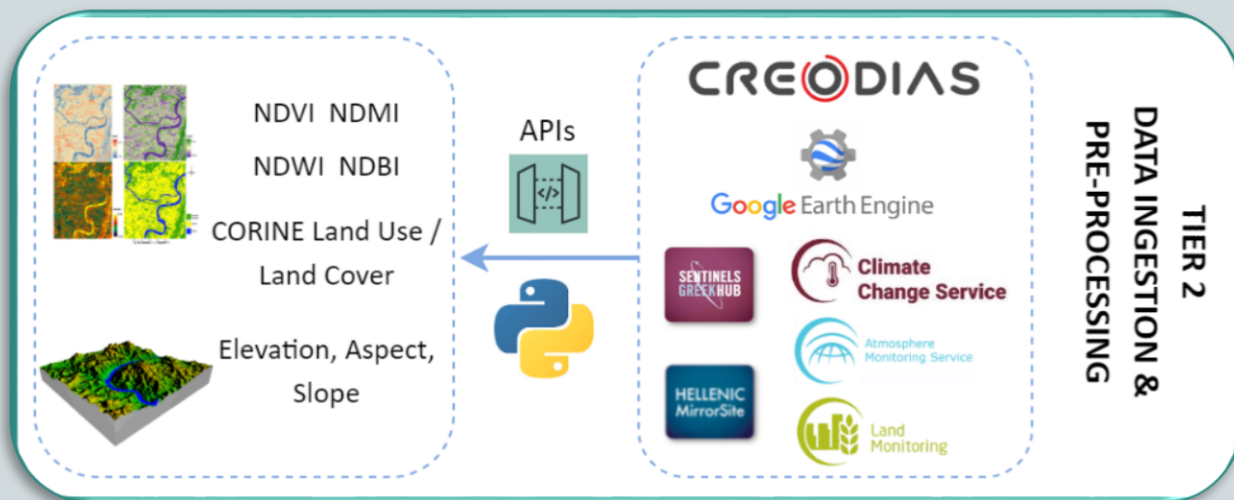 NDVI NDMI
NDWI NDBI
CORINE Land Use /
Land Cover
Elevation, Aspect,
Slope
APIs
</>
CREODIAS
Google Earth Engine
SENTINELS
GREEKHUB
Climate
Change Service
Atmosphere
Monitoring Service
HELLENIC
MirrorSite
Land
Monitoring
TIER 2
DATA INGESTION &
PRE-PROCESSING